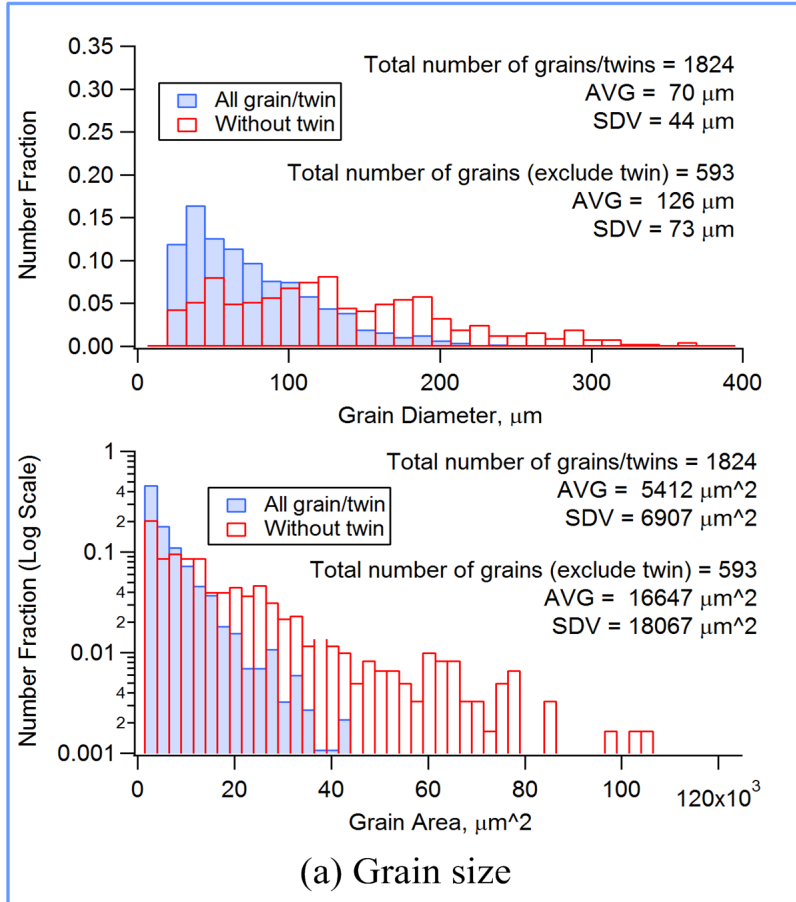 0.35
0.30
0.25
0.20
0.15
0.10
0.05
0.00
Number Fraction
Total number of grains/twins = 1824
AVG = 70 μm
SDV = 44 μm
All grain/twin
Without twin
Total number of grains (exclude twin) = 593
AVG = 126 μm
SDV = 73 μm
0 100 200 300 400
Grain Diameter, μm
1
4
2
0.1
4
2
0.01
4
2
0.001
Number Fraction (Log Scale)
Total number of grains/twins = 1824
AVG = 5412 μm^2
SDV = 6907 μm^2
All grain/twin
Without twin
Total number of grains (exclude twin) = 593
AVG = 16647 μm^2
SDV = 18067 μm^2
0 20 40 60 80 100 120x10³
Grain Area, μm^2
(a) Grain size